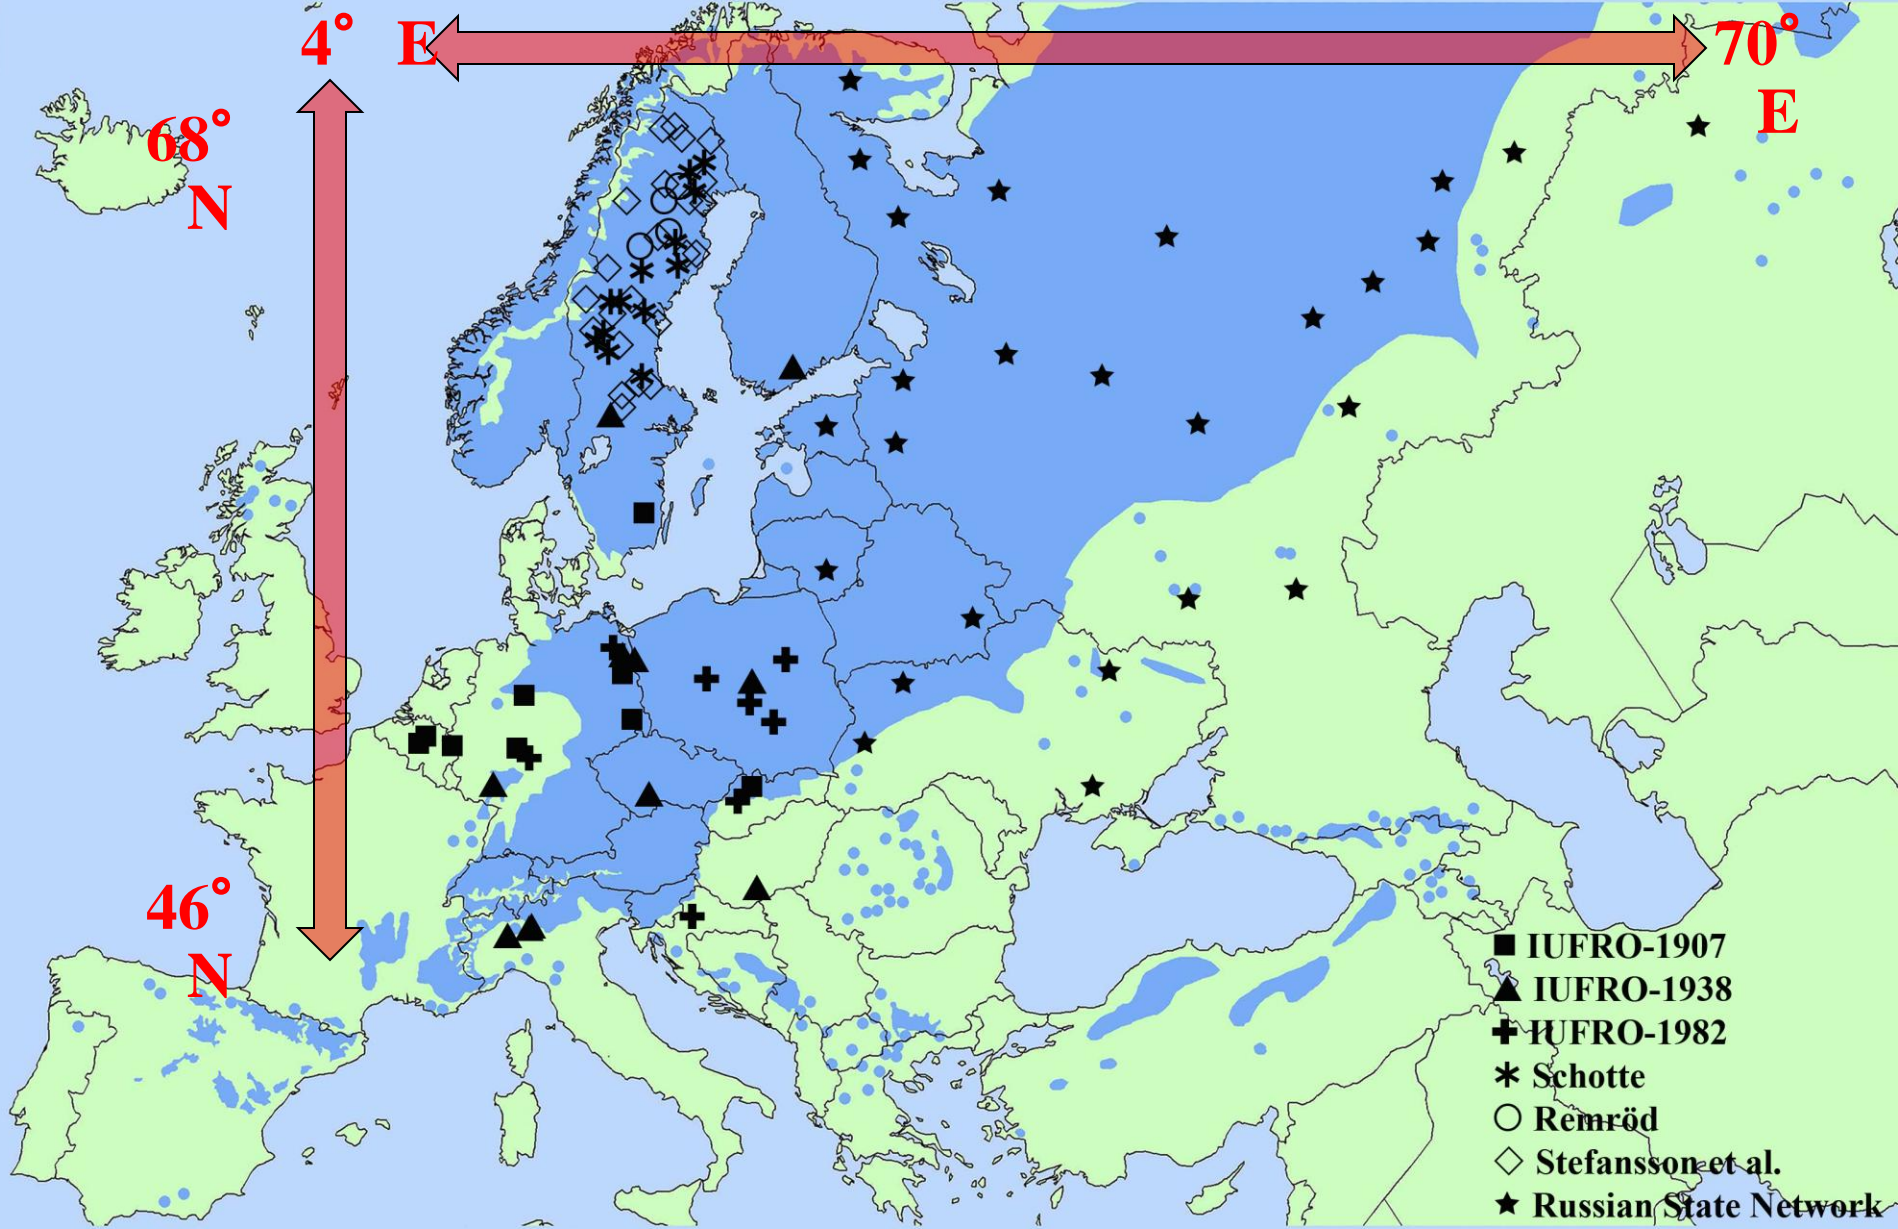 4° E
70°
E
68°
N
46°
N
IUFRO-1907
IUFRO-1938
IUFRO-1982
Schotte
Remröd
Stefansson et al.
Russian State Network